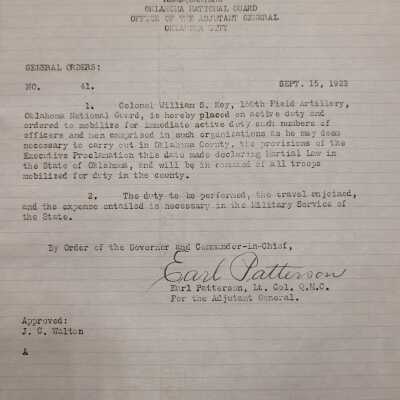 HEADQUARTERS
OKLAHOMA NATIONAL GUARD
OFFICE OF THE ADJUTANT GENERAL
OKLAHOMA CITY
GENERAL ORDERS:
NO. 41. SEPT. 15, 1923
1. Colonel William S. Key, 160th Field Artillery,
Oklahoma National Guard, is hereby placed on active duty and
ordered to mobilize for immediate active duty such numbers of
officers and men comprised in such organizations as he may deem
necessary to carry out in Oklahoma County, the provisions of the
Executive Proclamation this date made declaring Martial Law in
the State of Oklahoma, and will be in command of all troops
mobilized for duty in the county.
2. The duty to be performed, the travel enjoined,
and the expense entailed is necessary in the Military Service of
the State.
By Order of the Governor and Commander-in-Chief,
Earl Patterson
Earl Patterson, Lt. Col. Q.M.C.
For the Adjutant General.
Approved:
J. C. Walton
A